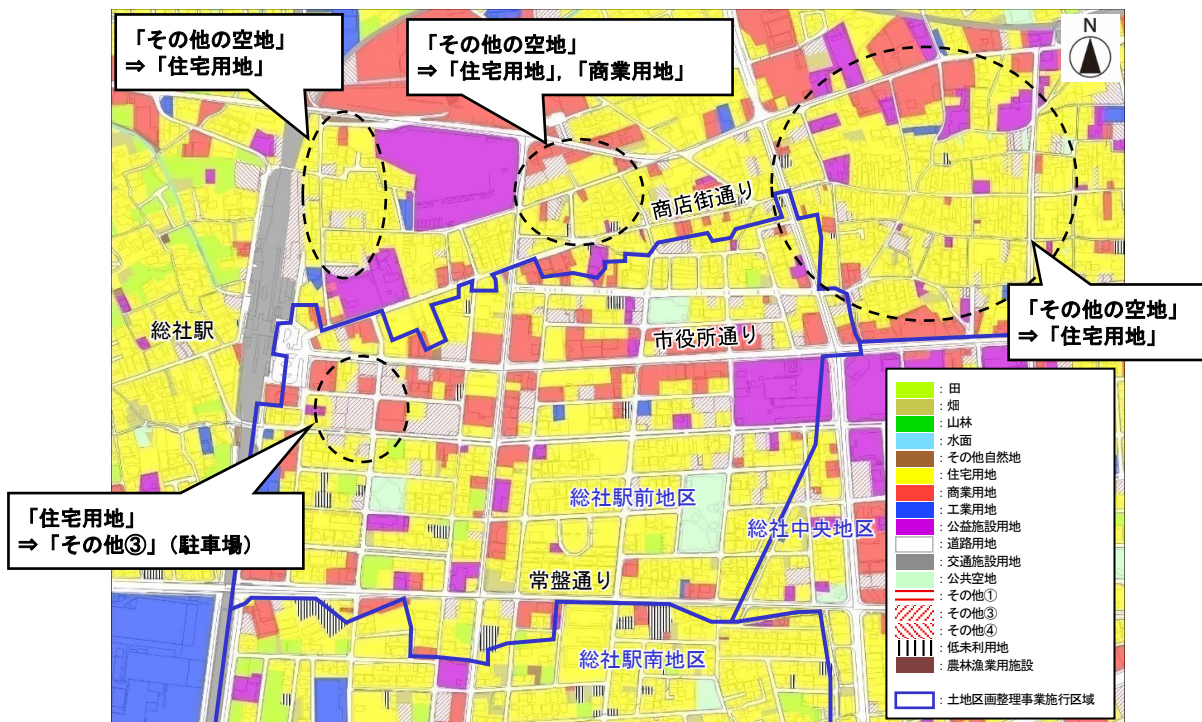 「その他の空地」
⇒「住宅用地」
「その他の空地」
⇒「住宅用地」,「商業用地」
N
商店街通り
総社駅
市役所通り
「その他の空地」
⇒「住宅用地」
「住宅用地」
⇒「その他③」(駐車場)
総社駅前地区
総社中央地区
常盤通り
総社駅南地区
:田
:畑
:山林
:水面
:その他自然地
:住宅用地
:商業用地
:工業用地
:公益施設用地
:道路用地
:交通施設用地
:公共空地
:その他①
:その他③
:その他④
:低未利用地
:農林漁業用施設
:土地区画整理事業施行区域